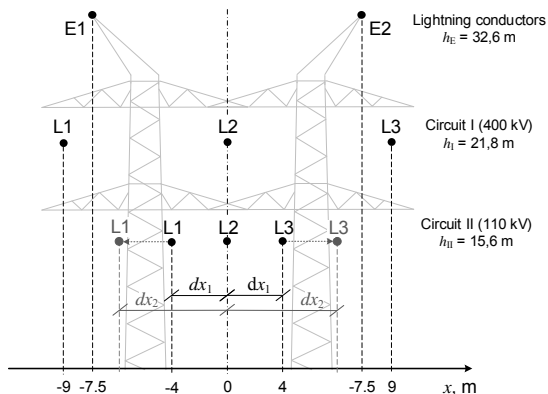 E1
E2
Lightning conductors
hE = 32,6 m
L1
L2
L3
Circuit I (400 kV)
hI = 21,8 m
L1
L1
L2
L3
L3
Circuit II (110 kV)
hII = 15,6 m
dx1
dx1
dx2
dx2
-9
-7.5
-4
0
4
-7.5
9
x, m